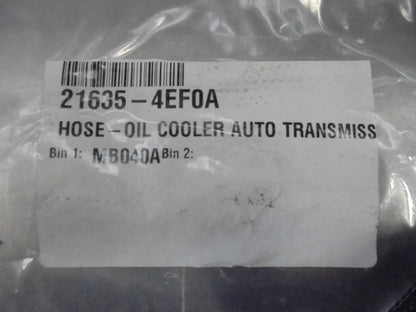 21635-4EF0A
HOSE-OIL COOLER AUTO TRANSMISS
Bin 1: MB040A Bin 2: